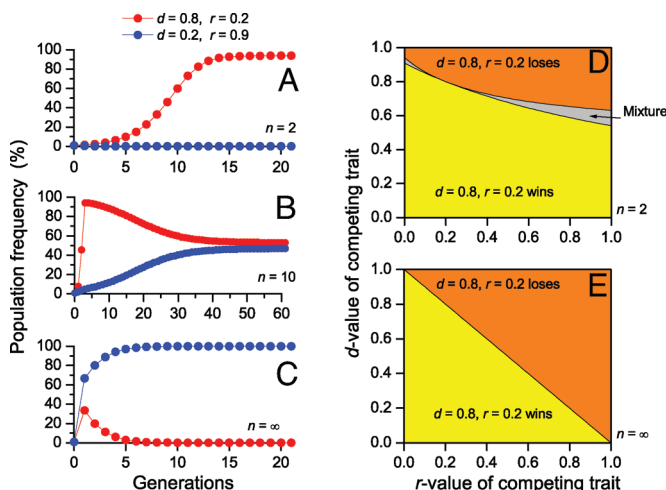 d = 0.8, r = 0.2
d = 0.2, r = 0.9
Population frequency (%)
100
80
60
40
20
0
A
n = 2
0 5 10 15 20
100
80
60
40
20
0
B
n = 10
0 10 20 30 40 50 60
100
80
60
40
20
0
C
n = ∞
0 5 10 15 20
Generations
d-value of competing trait
1.0
0.8
0.6
0.4
0.2
0.0
D
d = 0.8, r = 0.2 loses
Mixture
d = 0.8, r = 0.2 wins
n = 2
0.0 0.2 0.4 0.6 0.8 1.0
1.0
0.8
0.6
0.4
0.2
0.0
E
d = 0.8, r = 0.2 loses
d = 0.8, r = 0.2 wins
n = ∞
0.0 0.2 0.4 0.6 0.8 1.0
r-value of competing trait